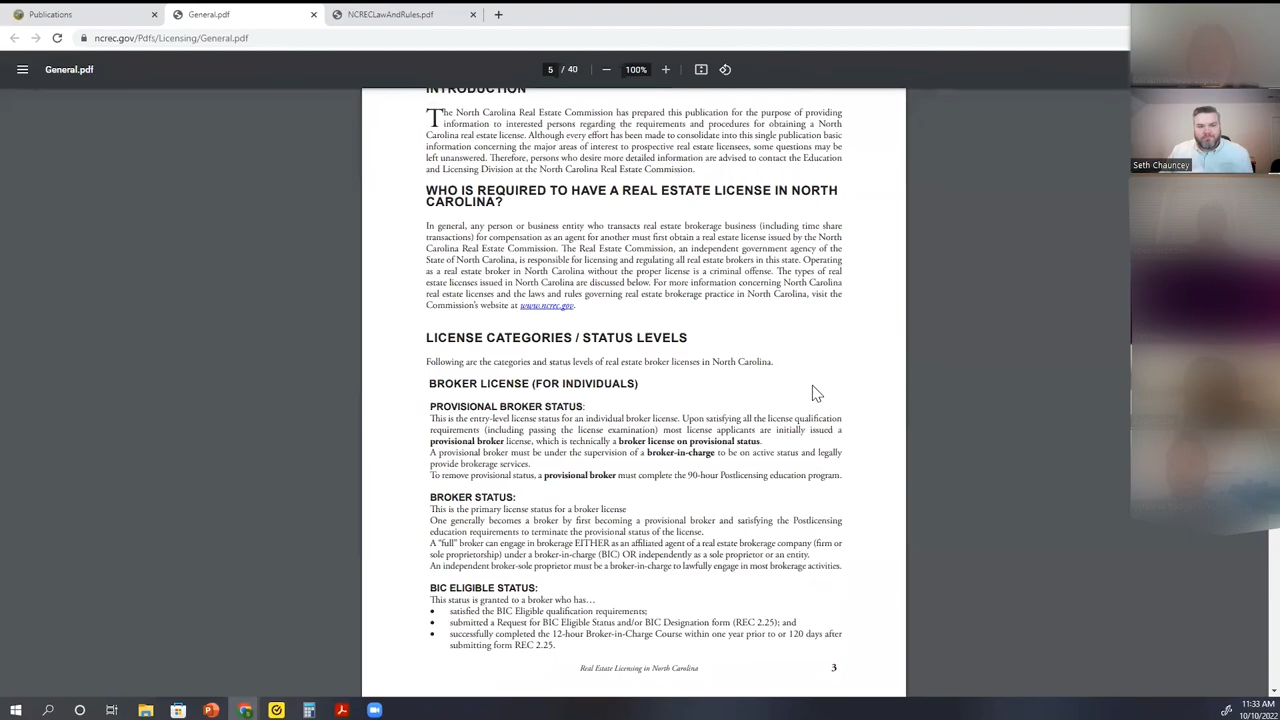 Publications
General.pdf
NCRECLawAndRules.pdf
ncrec.gov/Pdfs/Licensing/General.pdf
General.pdf
5 / 40
100%
INTRODUCTION
The North Carolina Real Estate Commission has prepared this publication for the purpose of providing
information to interested persons regarding the requirements and procedures for obtaining a North
Carolina real estate license. Although every effort has been made to consolidate into this single publication basic
information concerning the major areas of interest to prospective real estate licensees, some questions may be
left unanswered. Therefore, persons who desire more detailed information are advised to contact the Education
and Licensing Division at the North Carolina Real Estate Commission.
WHO IS REQUIRED TO HAVE A REAL ESTATE LICENSE IN NORTH
CAROLINA?
In general, any person or business entity who transacts real estate brokerage business (including time share
transactions) for compensation as an agent for another must first obtain a real estate license issued by the North
Carolina Real Estate Commission. The Real Estate Commission, an independent government agency of the
State of North Carolina, is responsible for licensing and regulating all real estate brokers in this state. Operating
as a real estate broker in North Carolina without the proper license is a criminal offense. The types of real
estate licenses issued in North Carolina are discussed below. For more information concerning North Carolina
real estate licenses and the laws and rules governing real estate brokerage practice in North Carolina, visit the
Commission's website at www.ncrec.gov.
LICENSE CATEGORIES / STATUS LEVELS
Following are the categories and status levels of real estate broker licenses in North Carolina.
BROKER LICENSE (FOR INDIVIDUALS)
PROVISIONAL BROKER STATUS:
This is the entry-level license status for an individual broker license. Upon satisfying all the license qualification
requirements (including passing the license examination) most license applicants are initially issued a
provisional broker license, which is technically a broker license on provisional status.
A provisional broker must be under the supervision of a broker-in-charge to be on active status and legally
provide brokerage services.
To remove provisional status, a provisional broker must complete the 90-hour Postlicensing education program.
BROKER STATUS:
This is the primary license status for a broker license
One generally becomes a broker by first becoming a provisional broker and satisfying the Postlicensing
education requirements to terminate the provisional status of the license.
A "full" broker can engage in brokerage EITHER as an affiliated agent of a real estate brokerage company (firm or
sole proprietorship) under a broker-in-charge (BIC) OR independently as a sole proprietor or an entity.
An independent broker-sole proprietor must be a broker-in-charge to lawfully engage in most brokerage activities.
BIC ELIGIBLE STATUS:
This status is granted to a broker who has…
• satisfied the BIC Eligible qualification requirements;
• submitted a Request for BIC Eligible Status and/or BIC Designation form (REC 2.25); and
• successfully completed the 12-hour Broker-in-Charge Course within one year prior to or 120 days after
submitting form REC 2.25.
Real Estate Licensing in North Carolina 3
Seth Chauncey
11:33 AM
10/10/2022